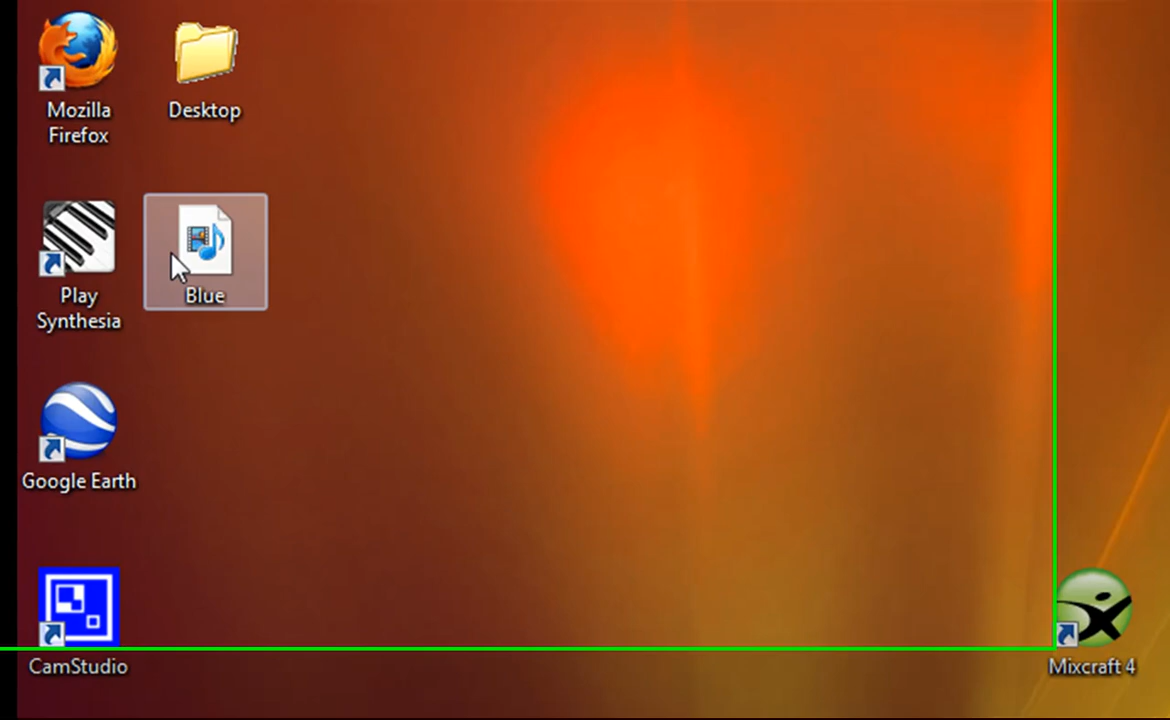 Mozilla
Firefox
Desktop
Play
Synthesia
Blue
Google Earth
CamStudio
Mixcraft 4